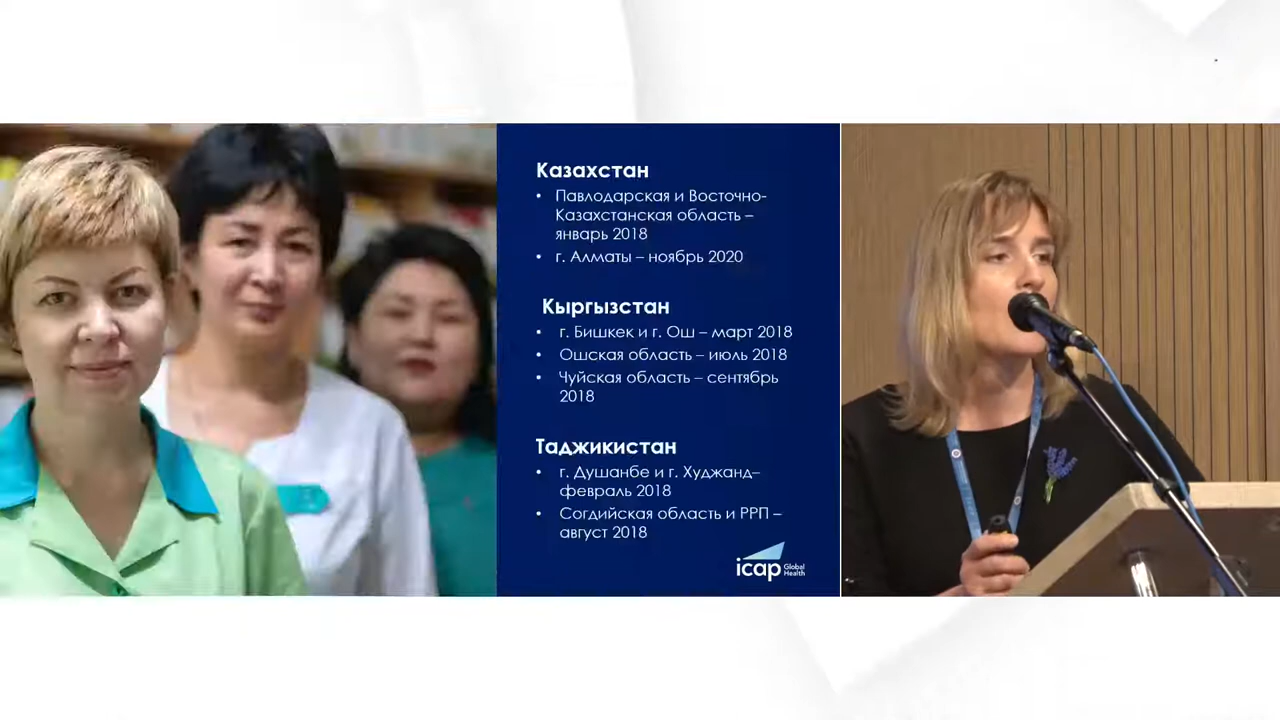 Казахстан
• Павлодарская и Восточно-
Казахстанская область –
январь 2018
• г. Алматы – ноябрь 2020
Кыргызстан
• г. Бишкек и г. Ош – март 2018
• Ошская область – июль 2018
• Чуйская область – сентябрь
2018
Таджикистан
• г. Душанбе и г. Худжанд–
февраль 2018
• Согдийская область и РРП –
август 2018
icap Global
Health